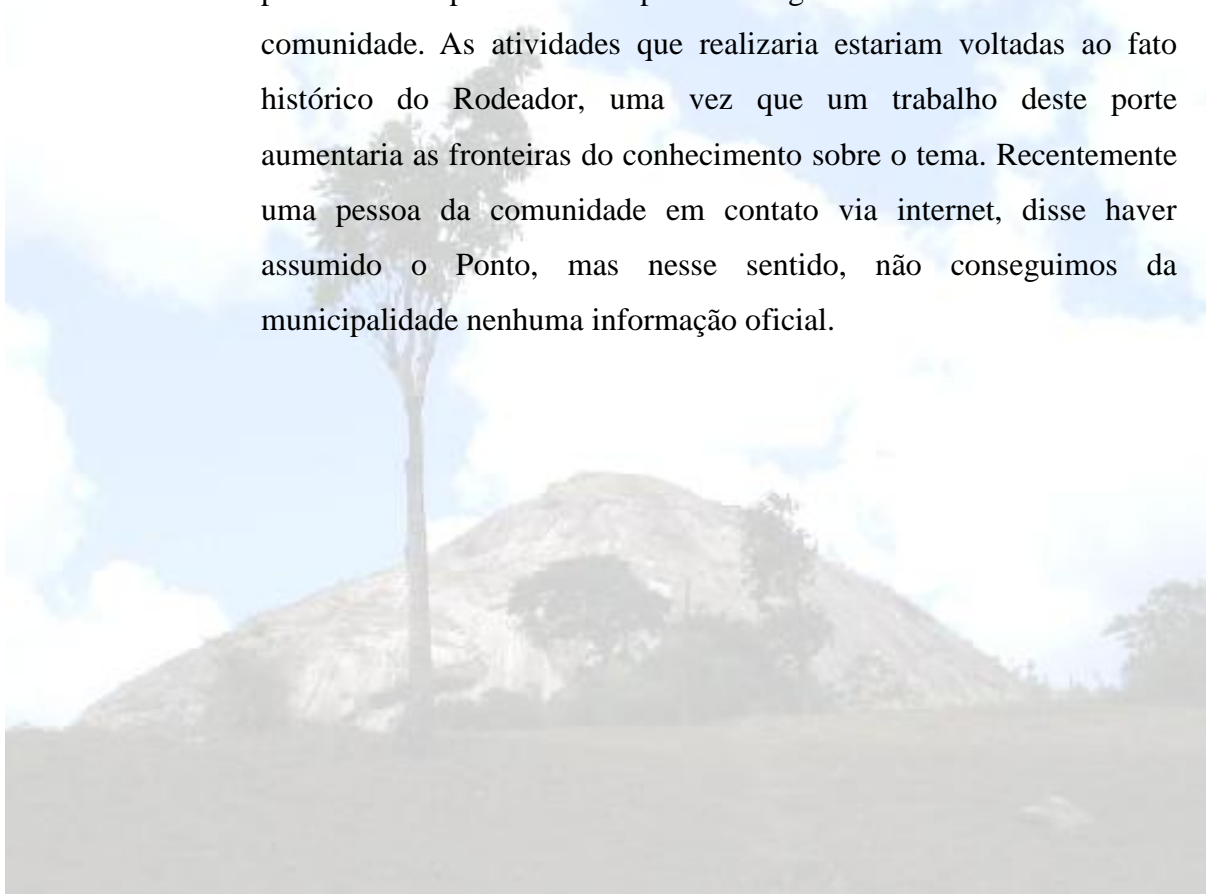 comunidade. As atividades que realizaria estariam voltadas ao fato
histórico do Rodeador, uma vez que um trabalho deste porte
aumentaria as fronteiras do conhecimento sobre o tema. Recentemente
uma pessoa da comunidade em contato via internet, disse haver
assumido o Ponto, mas nesse sentido, não conseguimos da
municipalidade nenhuma informação oficial.